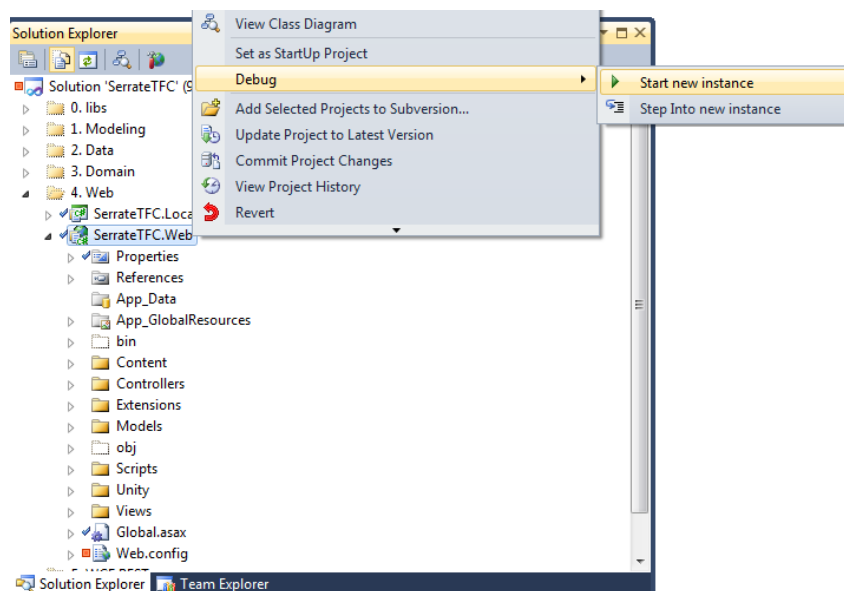 Solution Explorer
View Class Diagram
Set as StartUp Project
Debug
Start new instance
Step Into new instance
Add Selected Projects to Subversion...
Update Project to Latest Version
Commit Project Changes
View Project History
Revert
Solution 'SerrateTFC' (9
0. libs
1. Modeling
2. Data
3. Domain
4. Web
SerrateTFC.Loca
SerrateTFC.Web
Properties
References
App_Data
App_GlobalResources
bin
Content
Controllers
Extensions
Models
obj
Scripts
Unity
Views
Global.asax
Web.config
Solution Explorer
Team Explorer